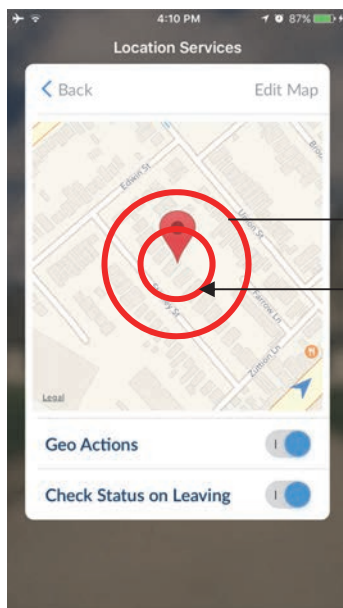 4:10 PM
87%
Location Services
Back
Edit Map
Edwin St
Union St
Farrow Ln
Zuttion Ln
Legal
Geo Actions
I
Check Status on Leaving
I